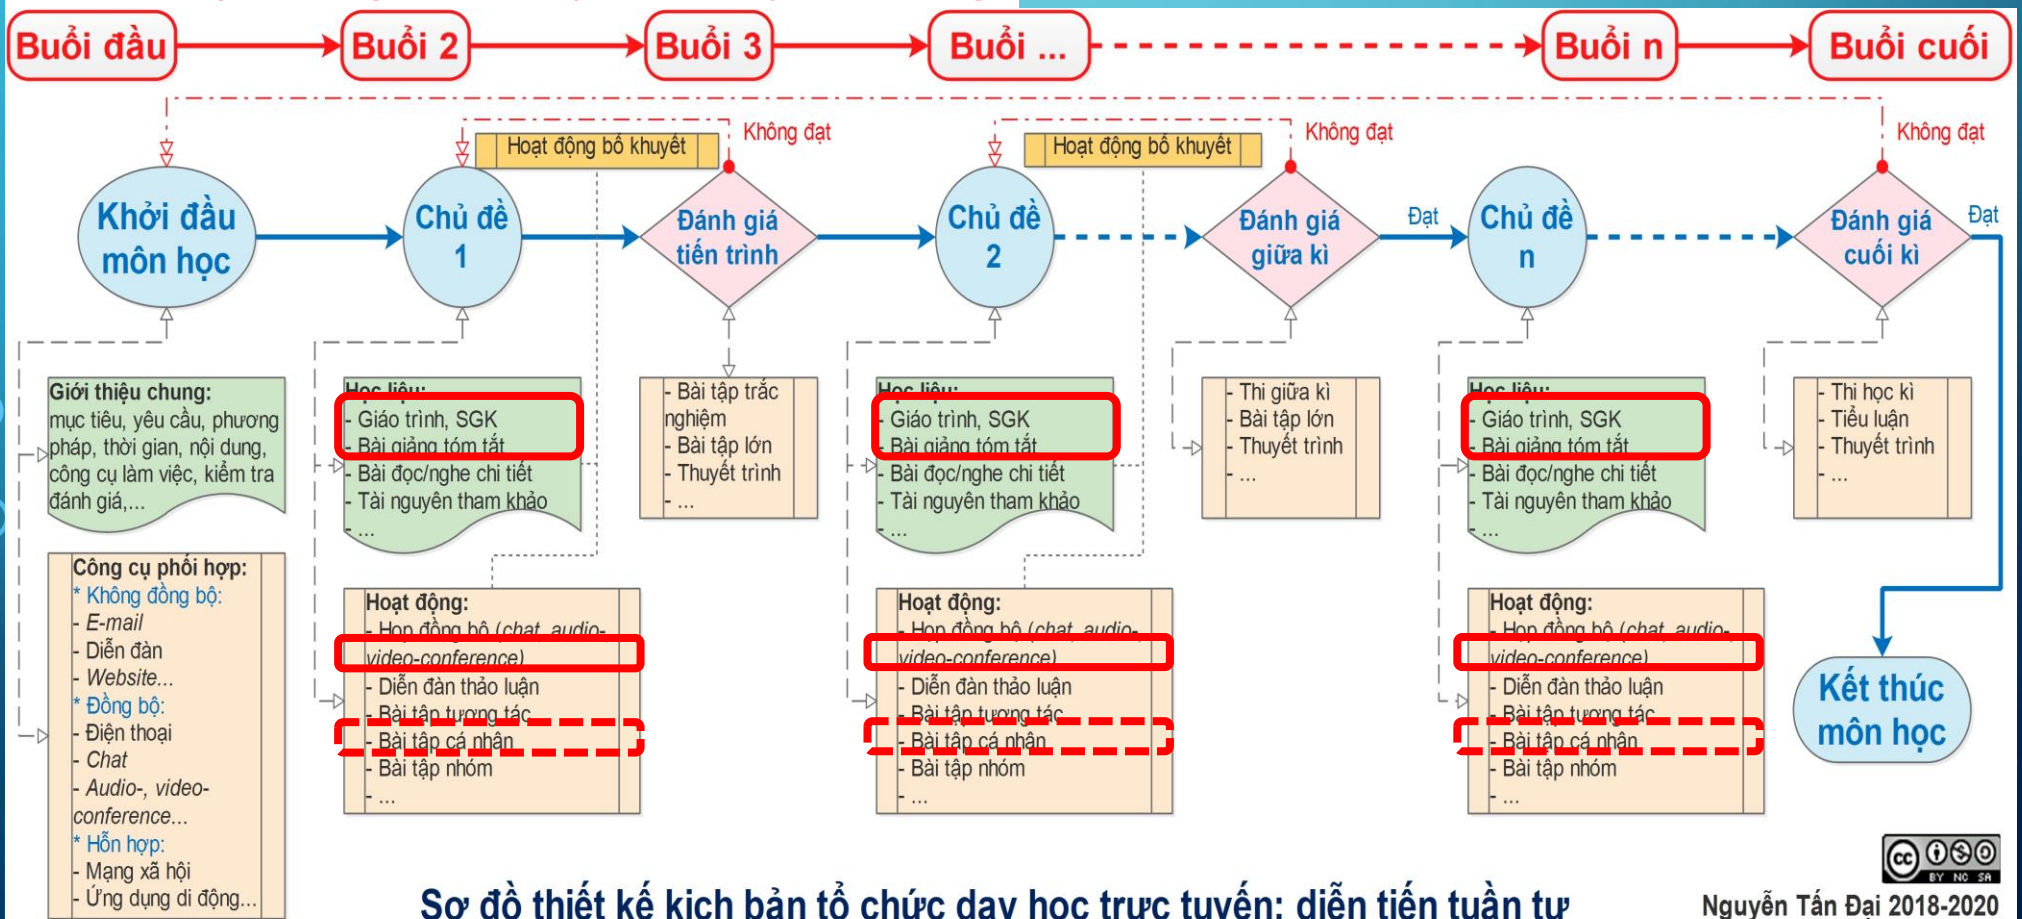 Buổi đầu
Buổi 2
Buổi 3
Buổi ...
Buổi n
Buổi cuối
Hoạt động bổ khuyết
Không đạt
Hoạt động bổ khuyết
Không đạt
Không đạt
Khởi đầu
môn học
Chủ đề
1
Đánh giá
tiến trình
Chủ đề
2
Đánh giá
giữa kì
Đạt
Chủ đề
n
Đánh giá
cuối kì
Đạt
Giới thiệu chung:
mục tiêu, yêu cầu, phương
pháp, thời gian, nội dung,
công cụ làm việc, kiểm tra
đánh giá,...
Công cụ phối hợp:
* Không đồng bộ:
- E-mail
- Diễn đàn
- Website...
* Đồng bộ:
- Điện thoại
- Chat
- Audio-, video-
conference...
* Hỗn hợp:
- Mạng xã hội
- Ứng dụng di động...
Học liệu:
- Giáo trình, SGK
- Bài giảng tóm tắt
- Bài đọc/nghe chi tiết
- Tài nguyên tham khảo
- ...
Hoạt động:
- Họp đồng bộ (chat, audio-,
video-conference)
- Diễn đàn thảo luận
- Bài tập tương tác
- Bài tập cá nhân
- Bài tập nhóm
- ...
- Bài tập trắc
nghiệm
- Bài tập lớn
- Thuyết trình
- ...
Học liệu:
- Giáo trình, SGK
- Bài giảng tóm tắt
- Bài đọc/nghe chi tiết
- Tài nguyên tham khảo
- ...
Hoạt động:
- Họp đồng bộ (chat, audio-,
video-conference)
- Diễn đàn thảo luận
- Bài tập tương tác
- Bài tập cá nhân
- Bài tập nhóm
- ...
- Thi giữa kì
- Bài tập lớn
- Thuyết trình
- ...
Học liệu:
- Giáo trình, SGK
- Bài giảng tóm tắt
- Bài đọc/nghe chi tiết
- Tài nguyên tham khảo
- ...
Hoạt động:
- Họp đồng bộ (chat, audio-,
video-conference)
- Diễn đàn thảo luận
- Bài tập tương tác
- Bài tập cá nhân
- Bài tập nhóm
- ...
- Thi học kì
- Tiểu luận
- Thuyết trình
- ...
Kết thúc
môn học
Sơ đồ thiết kế kịch bản tổ chức dạy học trực tuyến: diễn tiến tuần tự
cc BY NC SA
Nguyễn Tấn Đại 2018-2020